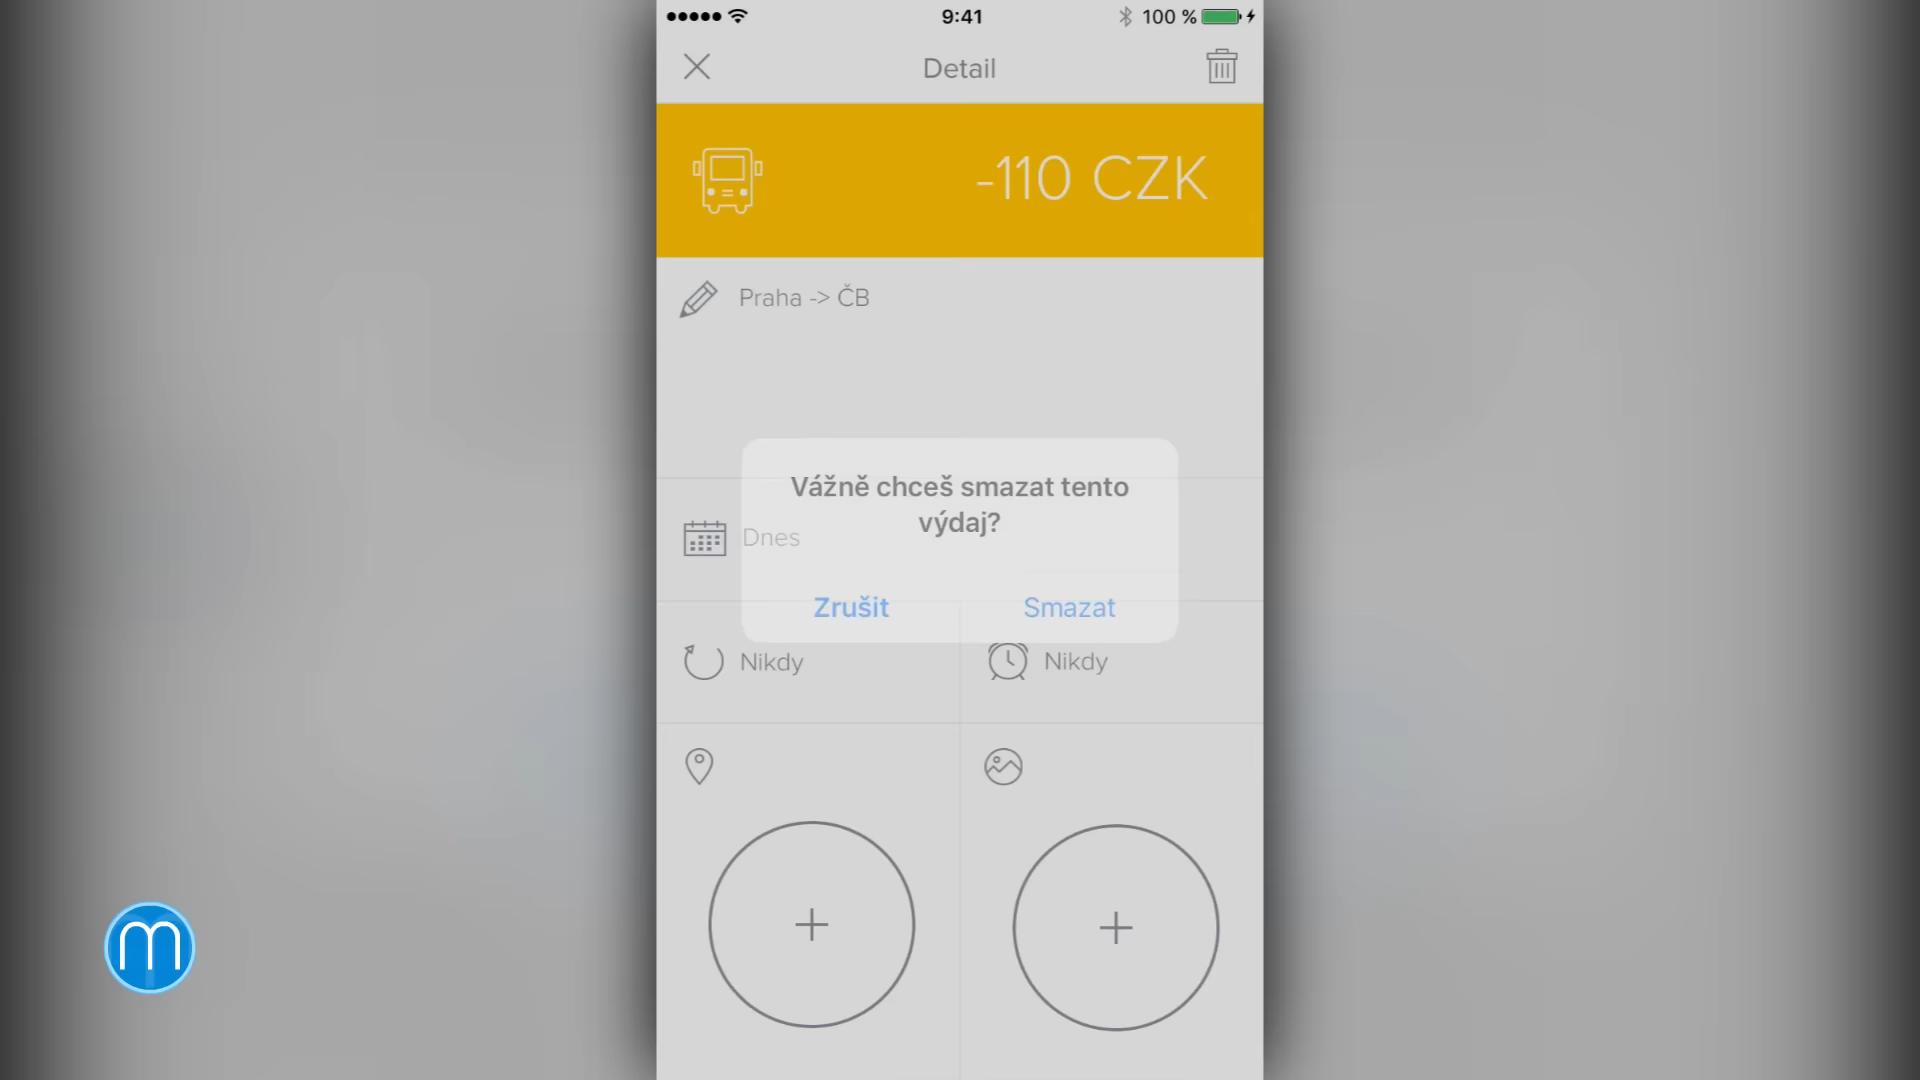 9:41
100 %
Detail
-110 CZK
Praha -> ČB
Vážně chceš smazat tento
výdaj?
Dnes
Zrušit
Smazat
Nikdy
Nikdy
m